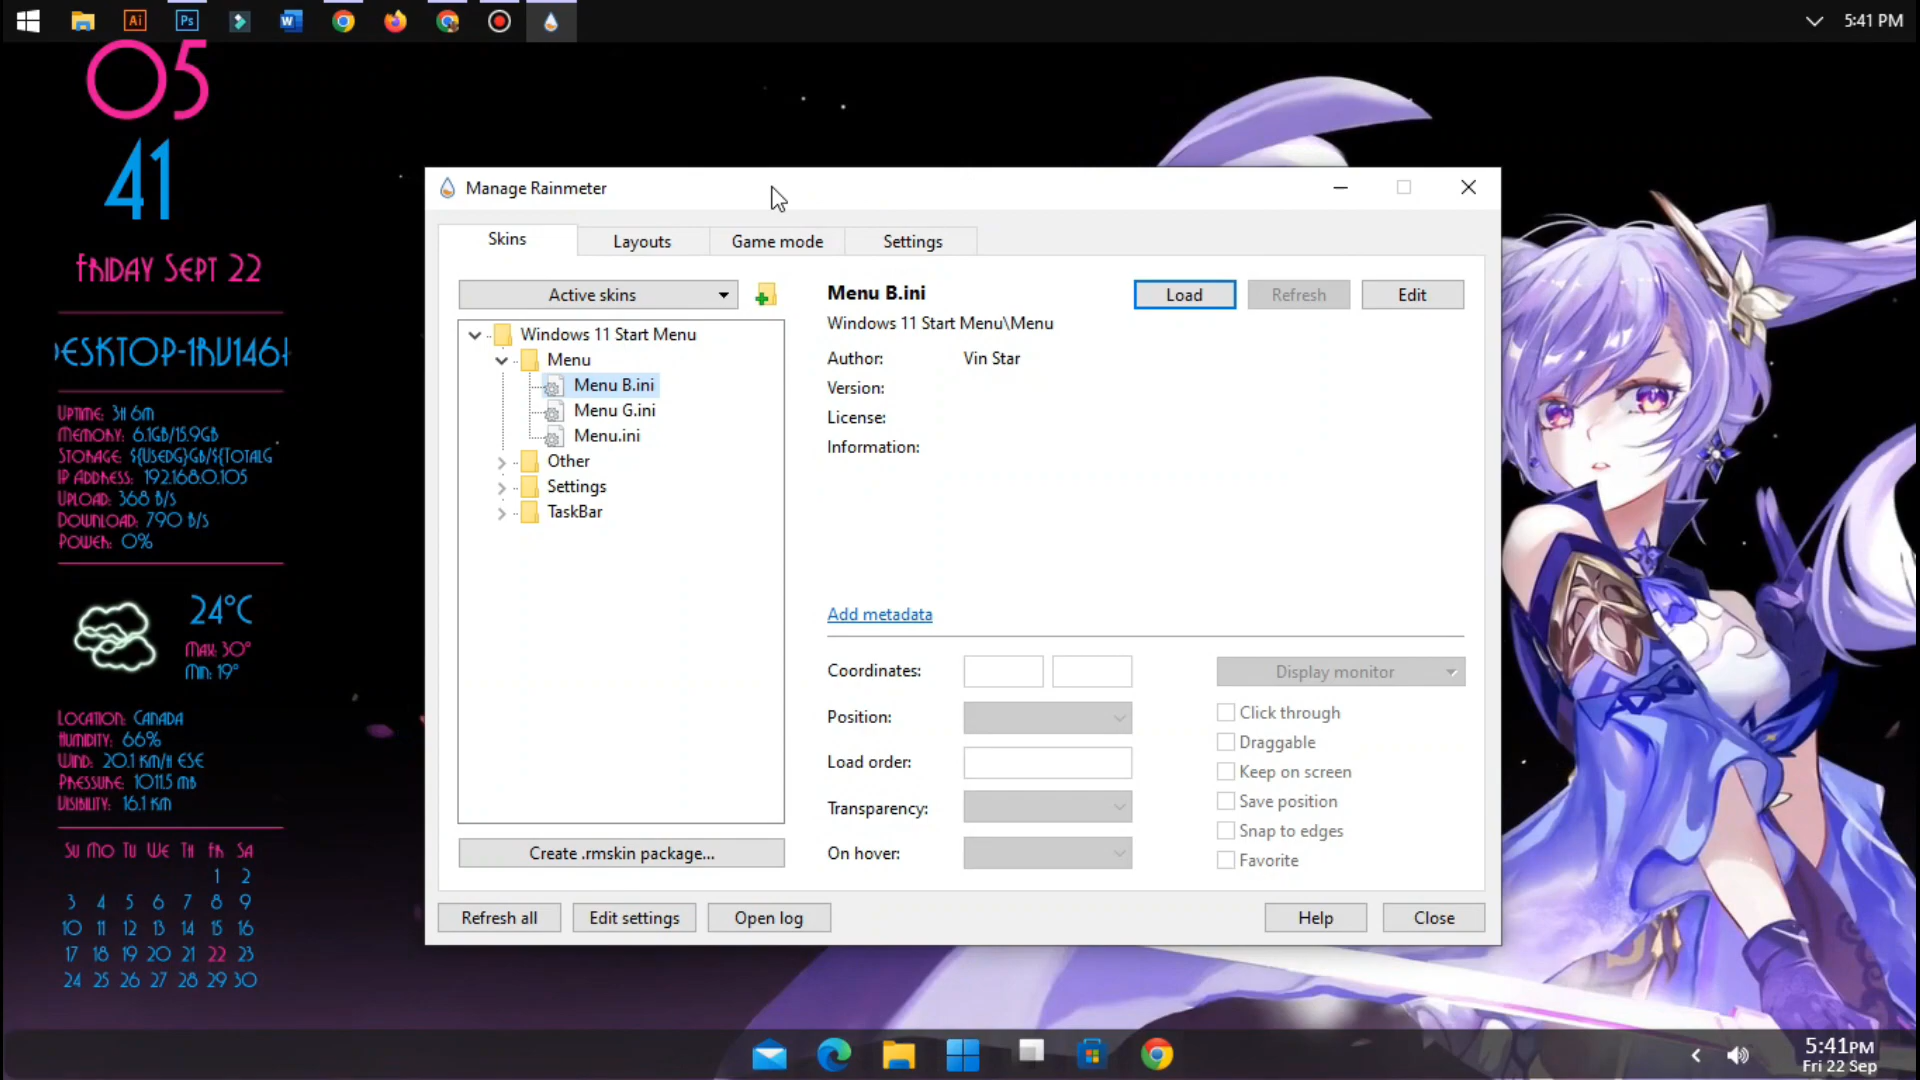 Ai
Ps
W
5:41 PM
05
41
Friday Sept 22
Uptime: 3h 6m
Memory: 6.1GB/15.9GB
Storage: ${UsedG}Gb/${TotalG
IP Address: 192.168.0.105
Upload: 368 B/s
Download: 790 B/s
Power: 0%
24°C
Max: 30°
Min: 19°
Location: Canada
Humidity: 66%
Wind: 20.1 km/h ESE
Pressure: 1011.5 mb
Visibility: 16.1 km
Su Mo Tu We Th Fr Sa
1 2
3 4 5 6 7 8 9
10 11 12 13 14 15 16
17 18 19 20 21 22 23
24 25 26 27 28 29 30
Manage Rainmeter
Skins
Layouts
Game mode
Settings
Active skins
Windows 11 Start Menu
Menu
Menu B.ini
Menu G.ini
Menu.ini
Other
Settings
TaskBar
Create .rmskin package...
Menu B.ini
Load
Refresh
Edit
Windows 11 Start Menu\Menu
Author: Vin Star
Version:
License:
Information:
Add metadata
Coordinates:
Position:
Load order:
Transparency:
On hover:
Display monitor
Click through
Draggable
Keep on screen
Save position
Snap to edges
Favorite
Refresh all
Edit settings
Open log
Help
Close
5:41PM
Fri 22 Sep